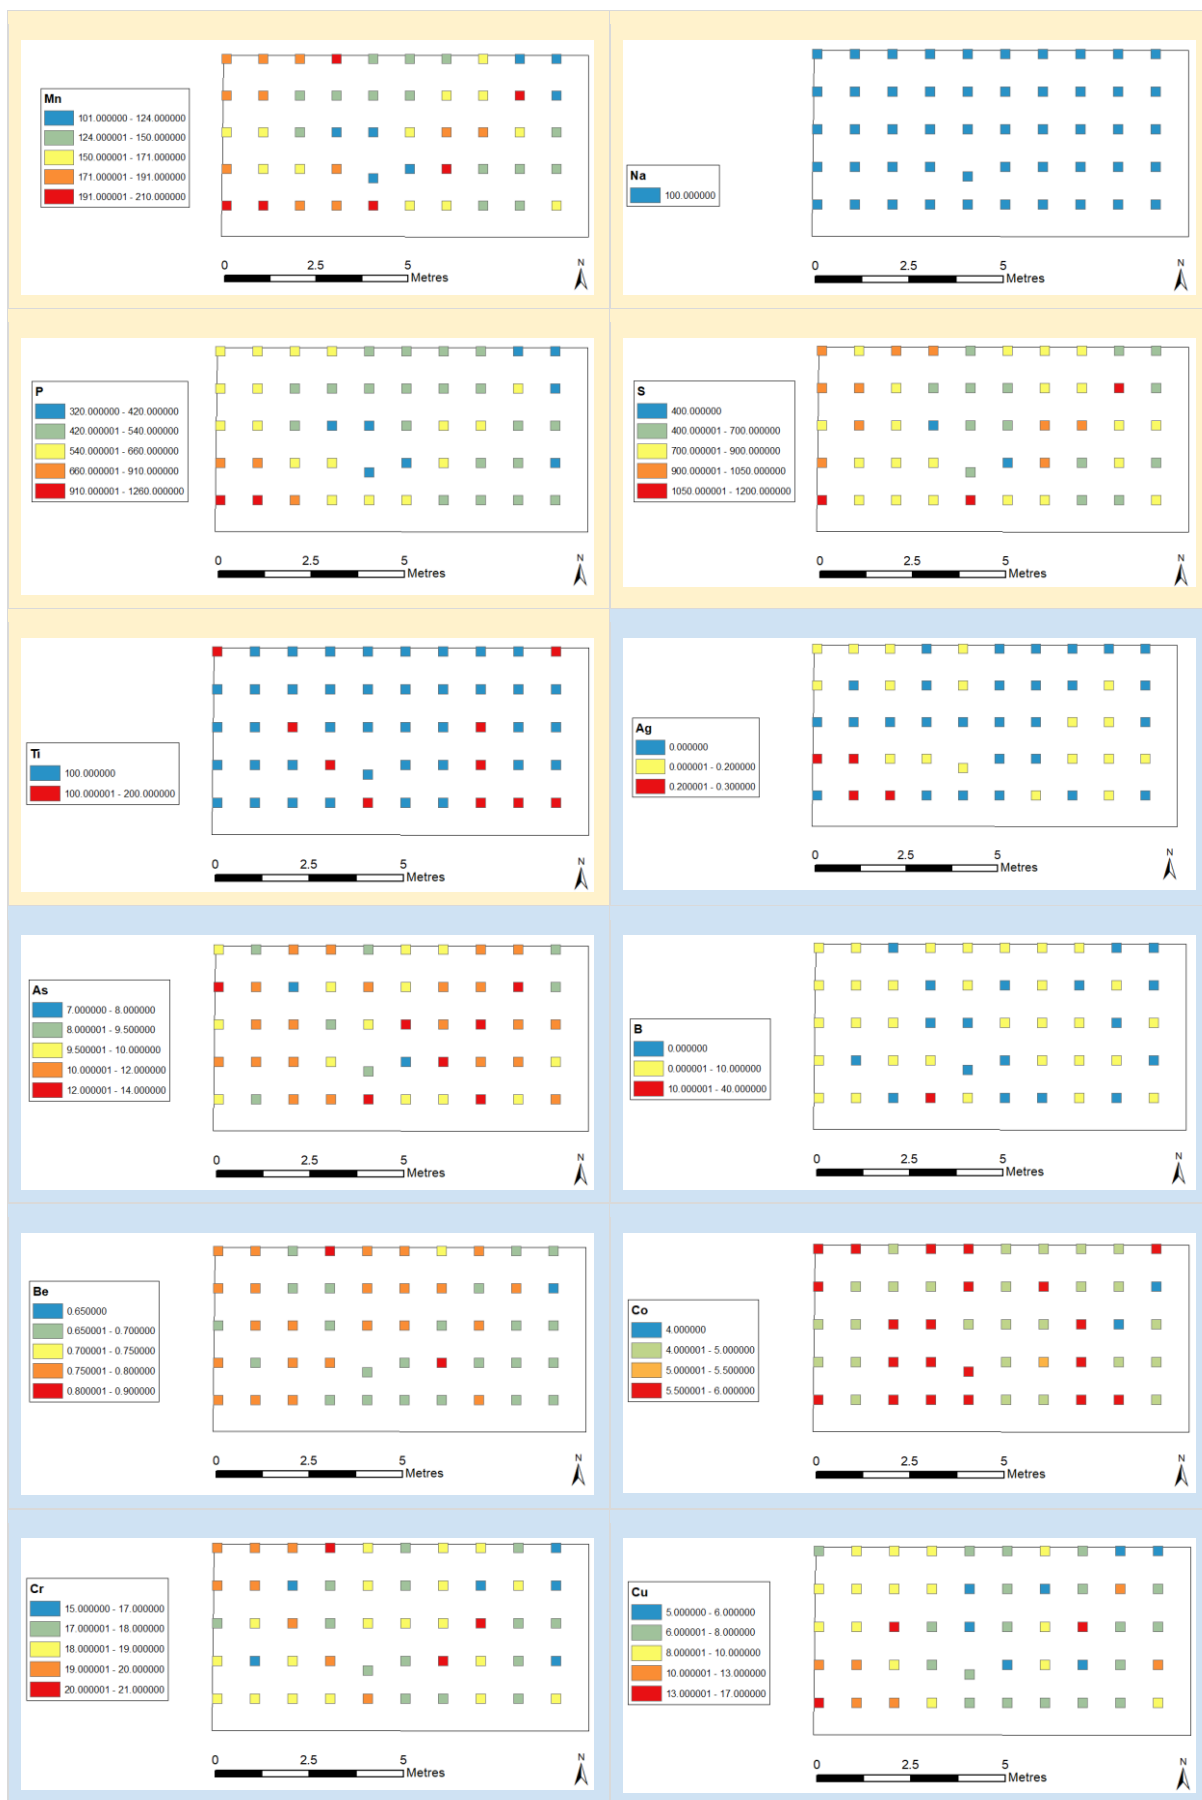 Mn
101.000000 - 124.000000
124.000001 - 150.000000
150.000001 - 171.000000
171.000001 - 191.000000
191.000001 - 210.000000
0 2.5 5
Metres
N
Na
100.000000
0 2.5 5
Metres
N
P
320.000000 - 420.000000
420.000001 - 540.000000
540.000001 - 660.000000
660.000001 - 910.000000
910.000001 - 1260.000000
0 2.5 5
Metres
N
S
400.000000
400.000001 - 700.000000
700.000001 - 900.000000
900.000001 - 1050.000000
1050.000001 - 1200.000000
0 2.5 5
Metres
N
Ti
100.000000
100.000001 - 200.000000
0 2.5 5
Metres
N
Ag
0.000000
0.000001 - 0.200000
0.200001 - 0.300000
0 2.5 5
Metres
N
As
7.000000 - 8.000000
8.000001 - 9.500000
9.500001 - 10.000000
10.000001 - 12.000000
12.000001 - 14.000000
0 2.5 5
Metres
N
B
0.000000
0.000001 - 10.000000
10.000001 - 40.000000
0 2.5 5
Metres
N
Be
0.650000
0.650001 - 0.700000
0.700001 - 0.750000
0.750001 - 0.800000
0.800001 - 0.900000
0 2.5 5
Metres
N
Co
4.000000
4.000001 - 5.000000
5.000001 - 5.500000
5.500001 - 6.000000
0 2.5 5
Metres
N
Cr
15.000000 - 17.000000
17.000001 - 18.000000
18.000001 - 19.000000
19.000001 - 20.000000
20.000001 - 21.000000
0 2.5 5
Metres
N
Cu
5.000000 - 6.000000
6.000001 - 8.000000
8.000001 - 10.000000
10.000001 - 13.000000
13.000001 - 17.000000
0 2.5 5
Metres
N